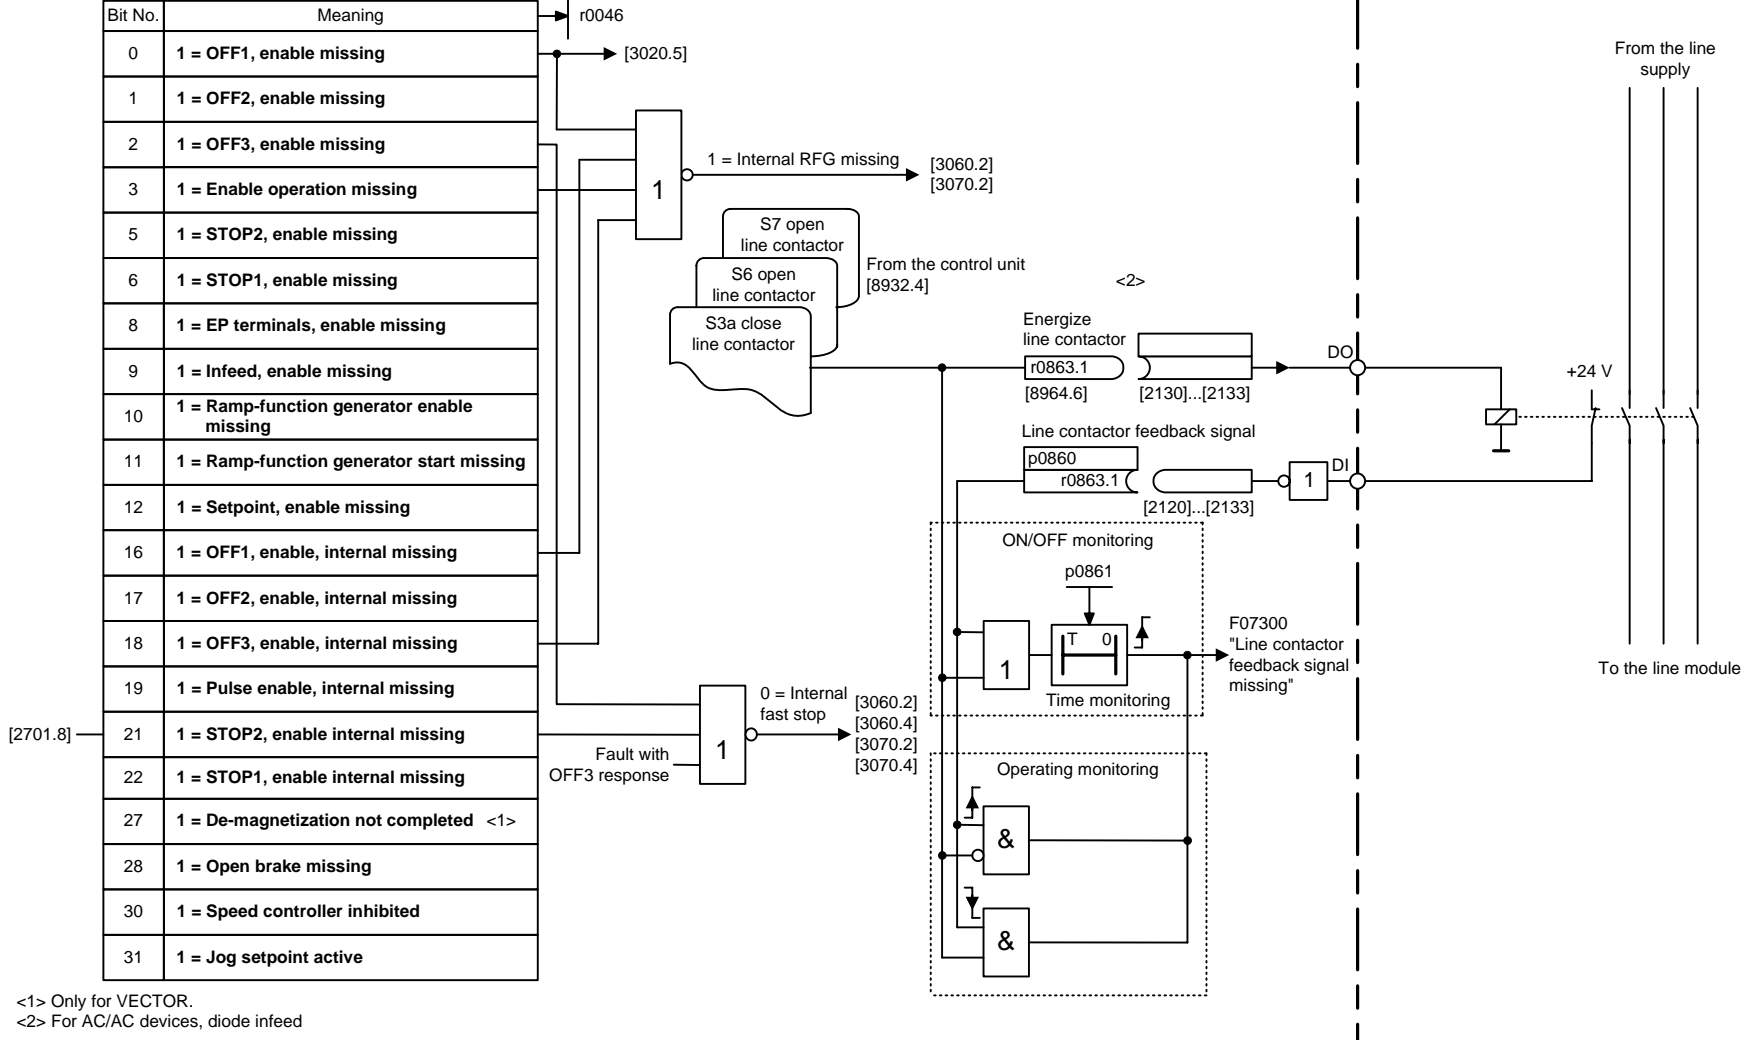 Bit No. Meaning r0046
0 1 = OFF1, enable missing [3020.5]
1 1 = OFF2, enable missing
2 1 = OFF3, enable missing
3 1 = Enable operation missing
5 1 = STOP2, enable missing
6 1 = STOP1, enable missing
8 1 = EP terminals, enable missing
9 1 = Infeed, enable missing
10 1 = Ramp-function generator enable
missing
11 1 = Ramp-function generator start missing
12 1 = Setpoint, enable missing
16 1 = OFF1, enable, internal missing
17 1 = OFF2, enable, internal missing
18 1 = OFF3, enable, internal missing
19 1 = Pulse enable, internal missing
[2701.8] 21 1 = STOP2, enable internal missing
22 1 = STOP1, enable internal missing
27 1 = De-magnetization not completed <1>
28 1 = Open brake missing
30 1 = Speed controller inhibited
31 1 = Jog setpoint active
<1> Only for VECTOR.
<2> For AC/AC devices, diode infeed
1
1 = Internal RFG missing
[3060.2]
[3070.2]
S7 open
line contactor
S6 open
line contactor
S3a close
line contactor
From the control unit
[8932.4]
<2>
Energize
line contactor
r0863.1
[8964.6]
[2130]...[2133]
DO
Line contactor feedback signal
p0860
r0863.1
[2120]...[2133]
1
DI
+24 V
From the line
supply
To the line module
ON/OFF monitoring
p0861
1
T 0
Time monitoring
F07300
"Line contactor
feedback signal
missing"
Operating monitoring
&
&
1
Fault with
OFF3 response
0 = Internal
fast stop
[3060.2]
[3060.4]
[3070.2]
[3070.4]